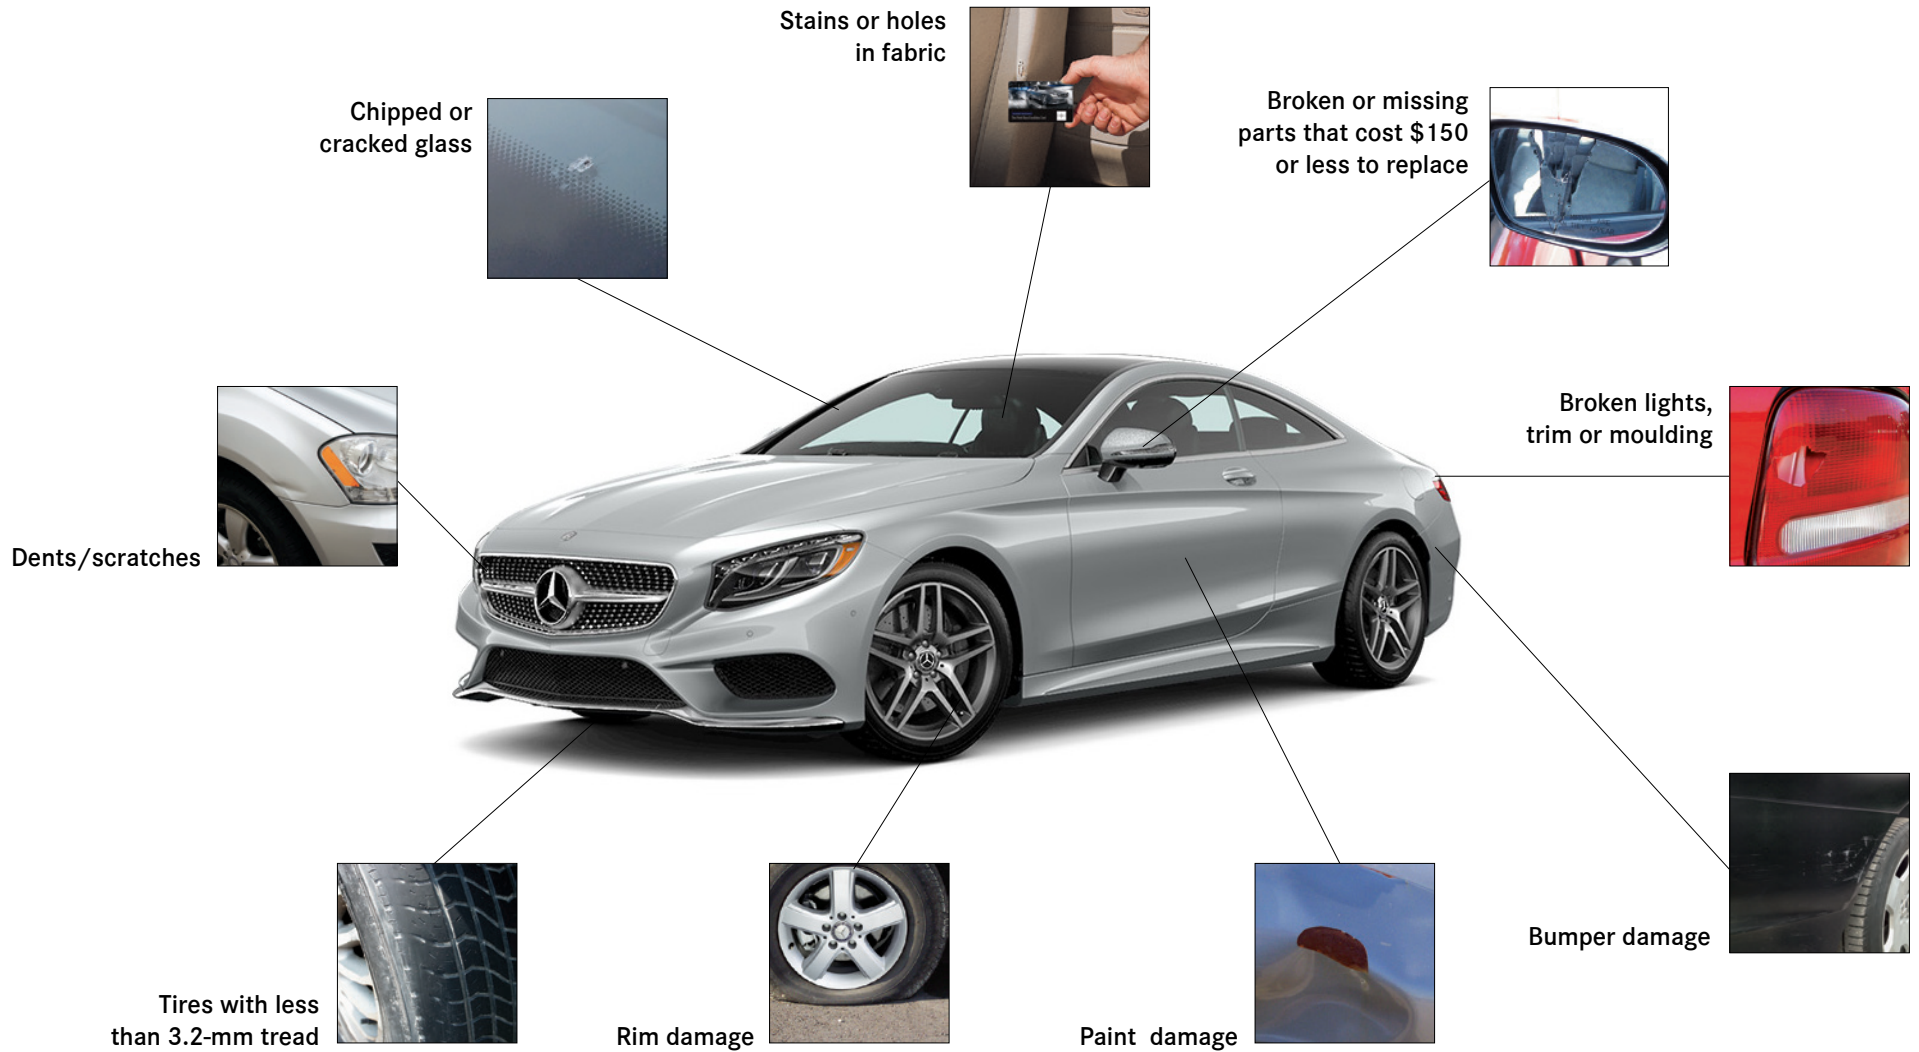 Stains or holes
in fabric
Chipped or
cracked glass
Broken or missing
parts that cost $150
or less to replace
Broken lights,
trim or moulding
Dents/scratches
Bumper damage
Tires with less
than 3.2-mm tread
Rim damage
Paint damage